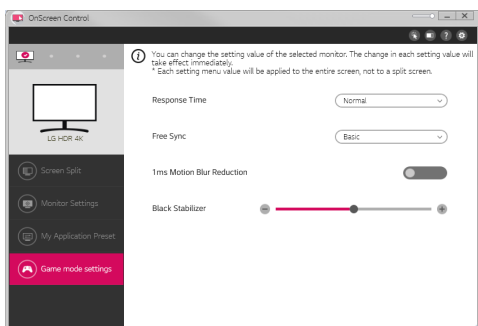 OnScreen Control
You can change the setting value of the selected monitor. The change in each setting value will
take effect immediately.
* Each setting menu value will be applied to the entire screen, not to a split screen.
LG HDR 4K
Screen Split
Monitor Settings
My Application Preset
Game mode settings
Response Time
Normal
Free Sync
Basic
1ms Motion Blur Reduction
Black Stabilizer